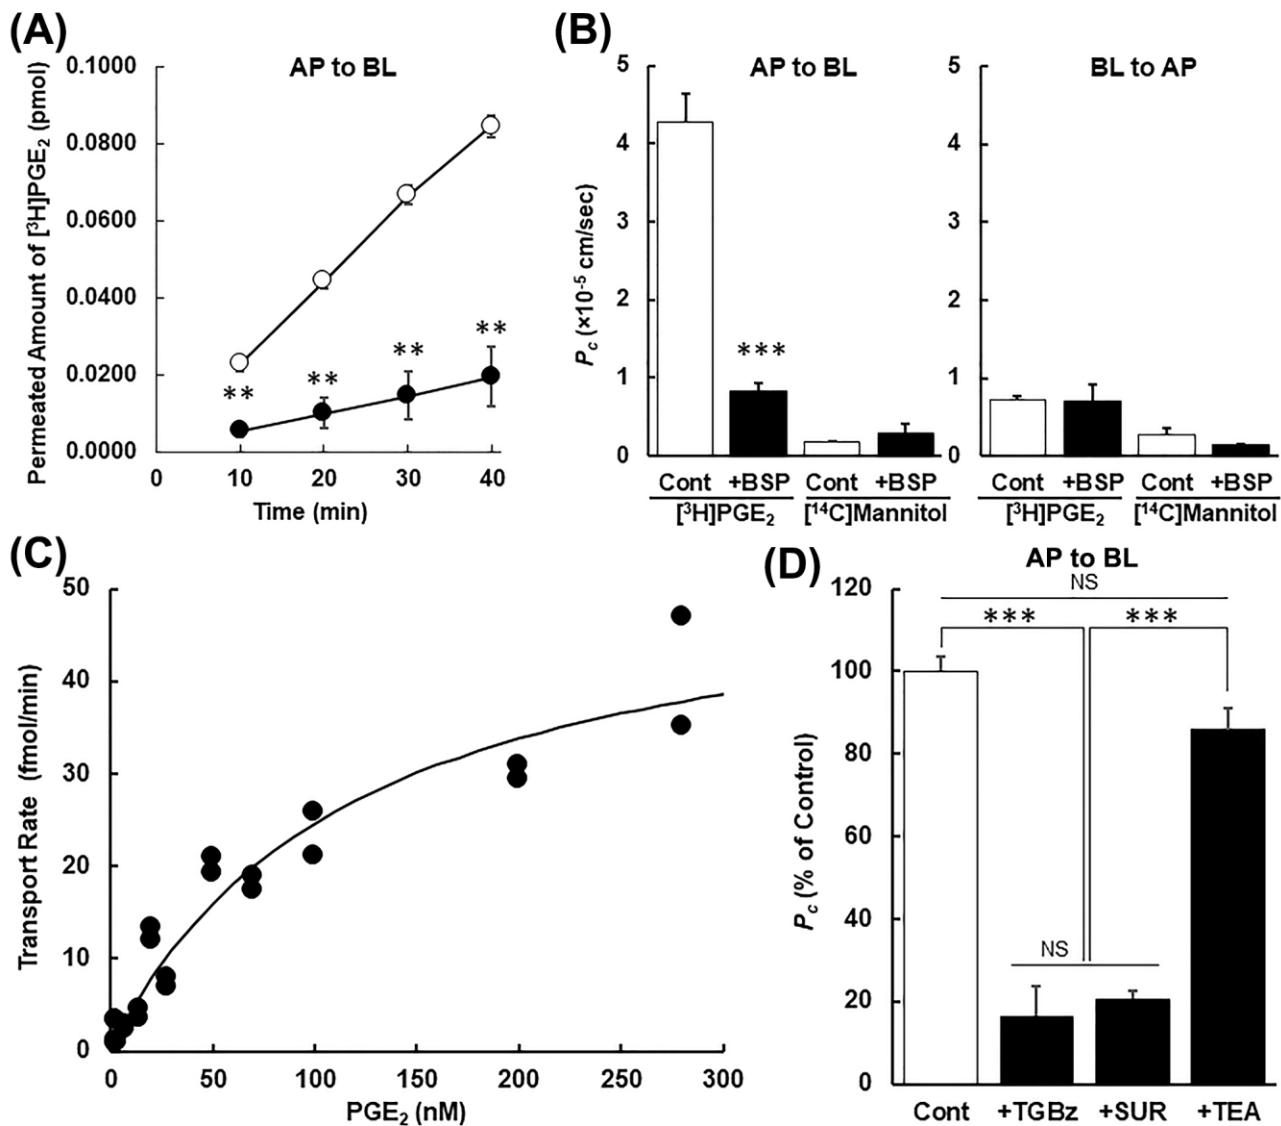 (A)
AP to BL
Permeated Amount of [³H]PGE₂ (pmol)
0.1000
0.0800
0.0600
0.0400
0.0200
0.0000
**
**
**
**
0 10 20 30 40
Time (min)
(B)
AP to BL
P_c (×10⁻⁵ cm/sec)
5
4
3
2
1
0
***
Cont +BSP Cont +BSP
[³H]PGE₂ [¹⁴C]Mannitol
BL to AP
5
4
3
2
1
0
Cont +BSP Cont +BSP
[³H]PGE₂ [¹⁴C]Mannitol
(C)
Transport Rate (fmol/min)
50
40
30
20
10
0
0 50 100 150 200 250 300
PGE₂ (nM)
(D)
AP to BL
P_c (% of Control)
120
100
80
60
40
20
0
NS
*** ***
NS
Cont +TGBz +SUR +TEA